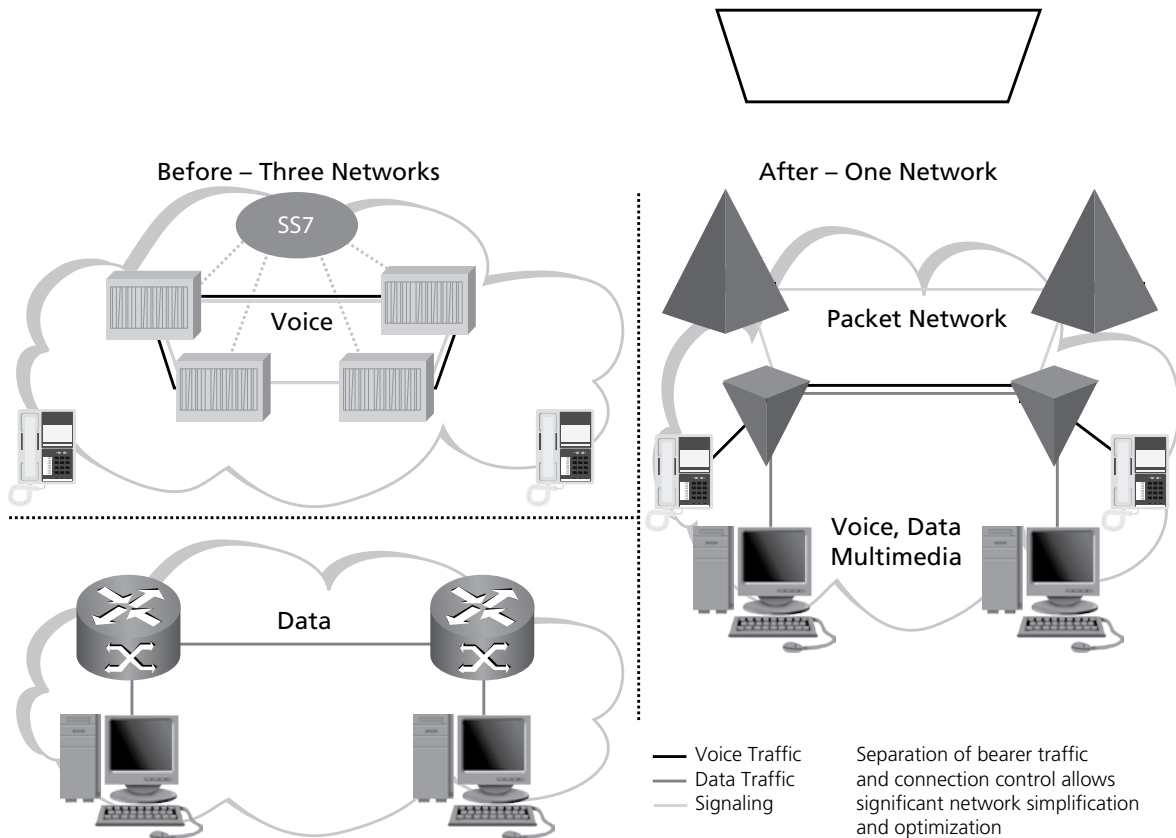 Before – Three Networks
SS7
Voice
Data
After – One Network
Packet Network
Voice, Data
Multimedia
Voice Traffic
Data Traffic
Signaling
Separation of bearer traffic
and connection control allows
significant network simplification
and optimization